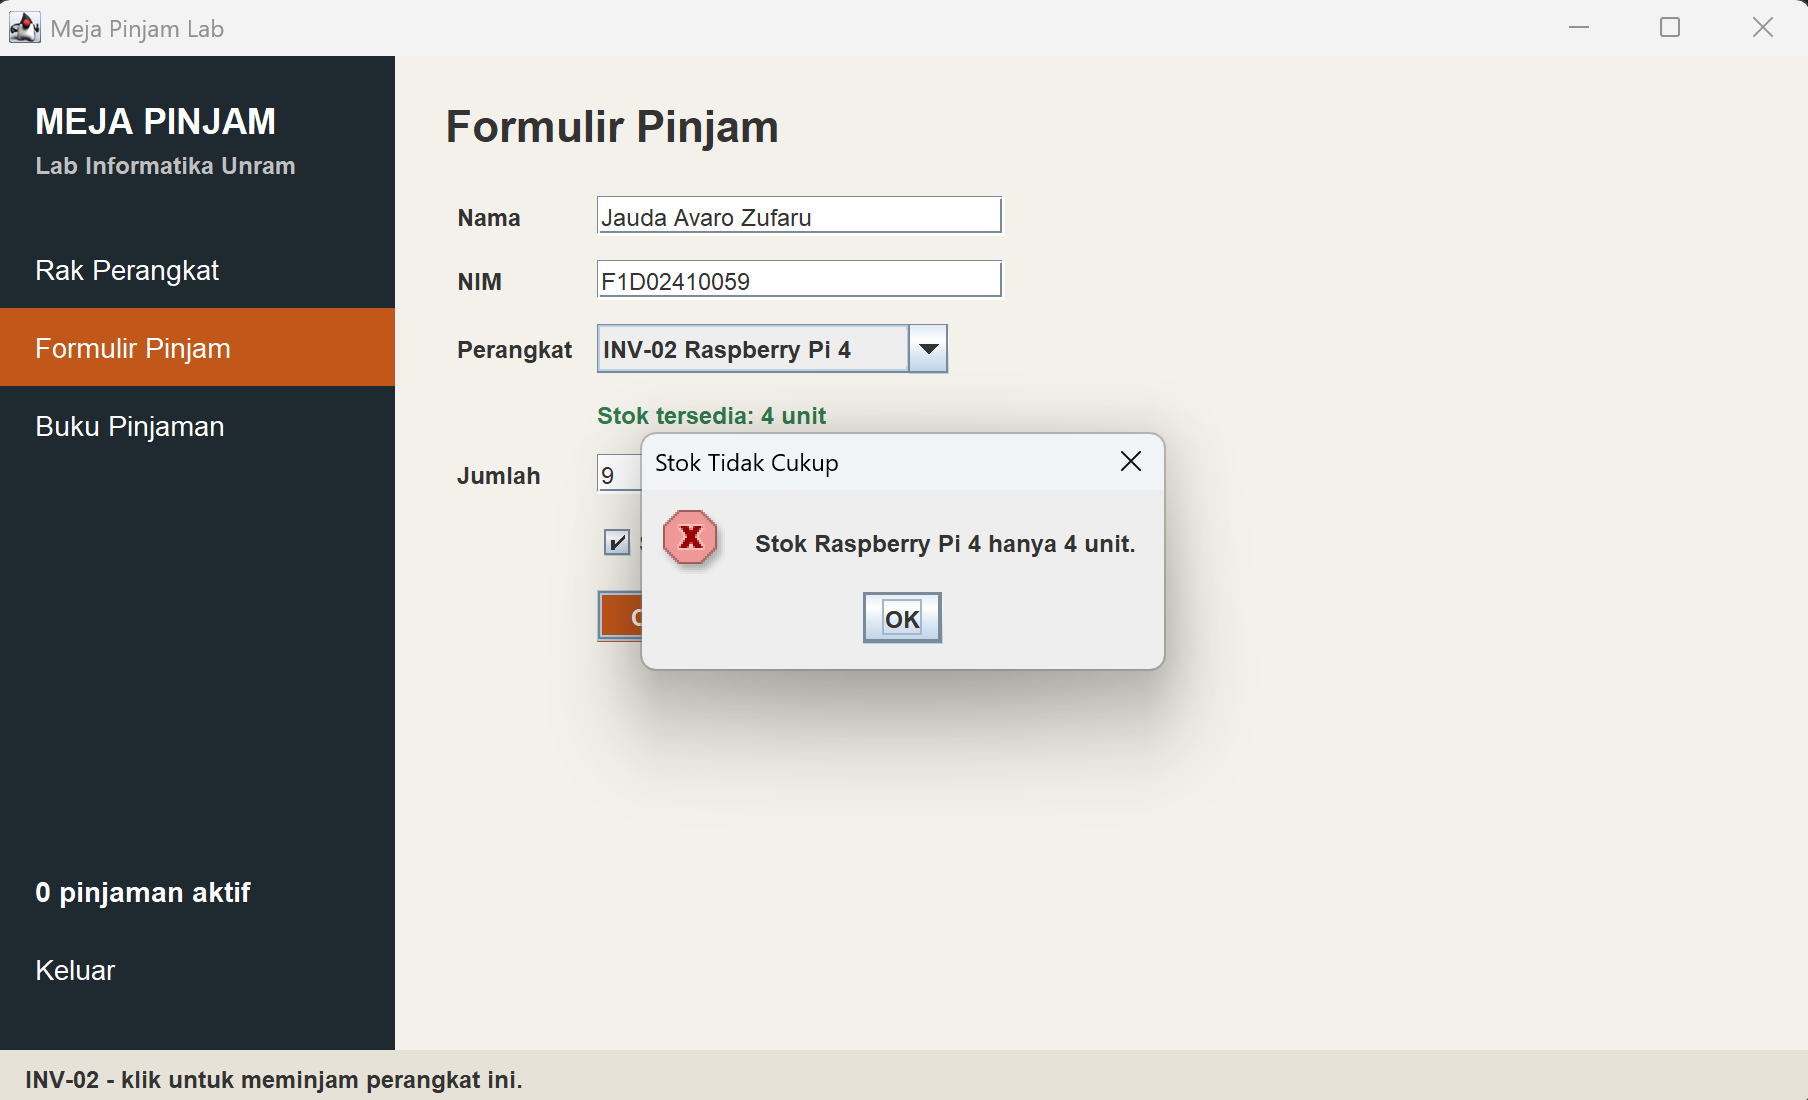 Meja Pinjam Lab
MEJA PINJAM
Lab Informatika Unram
Rak Perangkat
Formulir Pinjam
Buku Pinjaman
0 pinjaman aktif
Keluar
Formulir Pinjam
Nama
Jauda Avaro Zufaru
NIM
F1D02410059
Perangkat
INV-02 Raspberry Pi 4
Stok tersedia: 4 unit
Jumlah
9
Stok Tidak Cukup
Stok Raspberry Pi 4 hanya 4 unit.
OK
INV-02 - klik untuk meminjam perangkat ini.